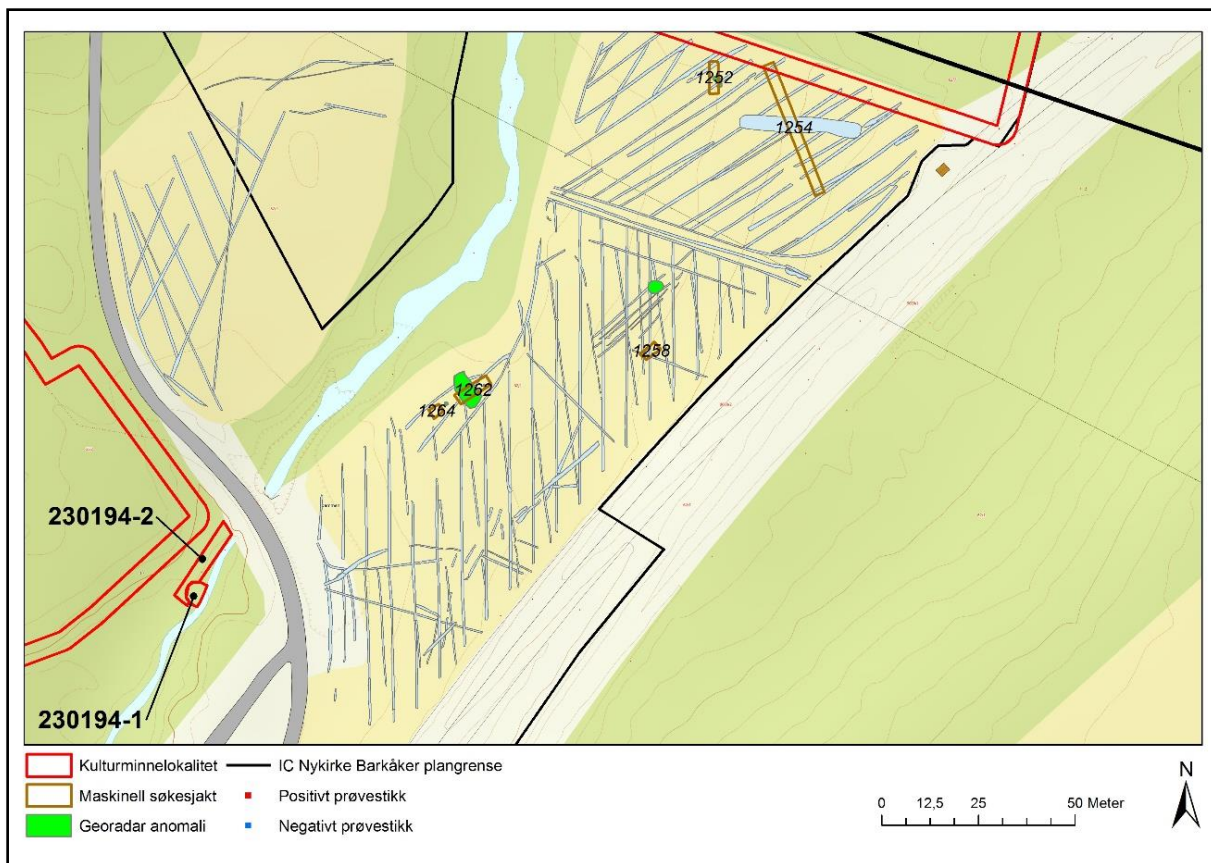 1252
1254
1258
1262
1264
230194-2
230194-1
Kulturminnelokalitet
IC Nykirke Barkåker plangrense
Maskinell søkesjakt
Positivt prøvestikk
Georadar anomali
Negativt prøvestikk
N
0 12,5 25 50 Meter